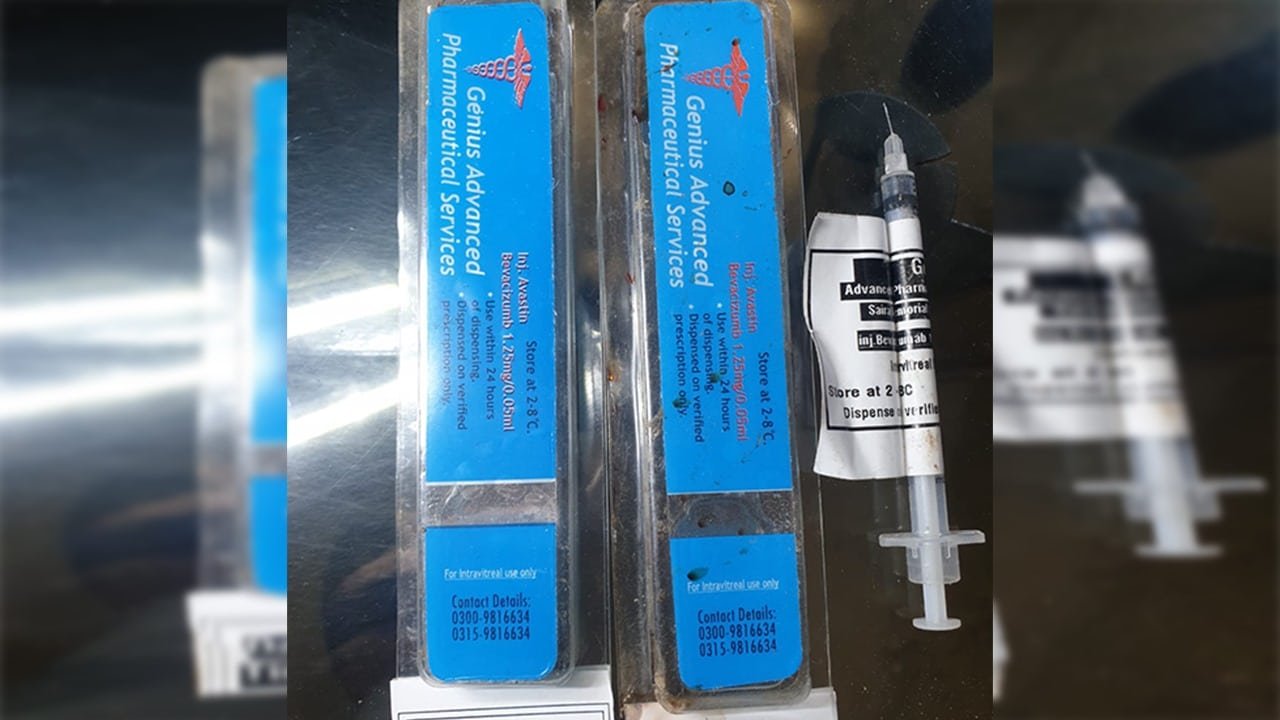 Genius Advanced
Pharmaceutical Services
Store at 2-8°C.
Inj. Avastin
Bevacizumb 1.25mg/0.05ml
• Use within 24 hours
of dispensing.
• Dispensed on verified
prescription only.
For Intravitreal use only
Contact Details:
0300-9816634
0315-9816634
Genius Advanced
Pharmaceutical Services
Store at 2-8°C.
Inj. Avastin
Bevacizumb 1.25mg/0.05ml
• Use within 24 hours
of dispensing.
• Dispensed on verified
prescription only.
For Intravitreal use only
Contact Details:
0300-9816634
0315-9816634
Store at 2
Dispense